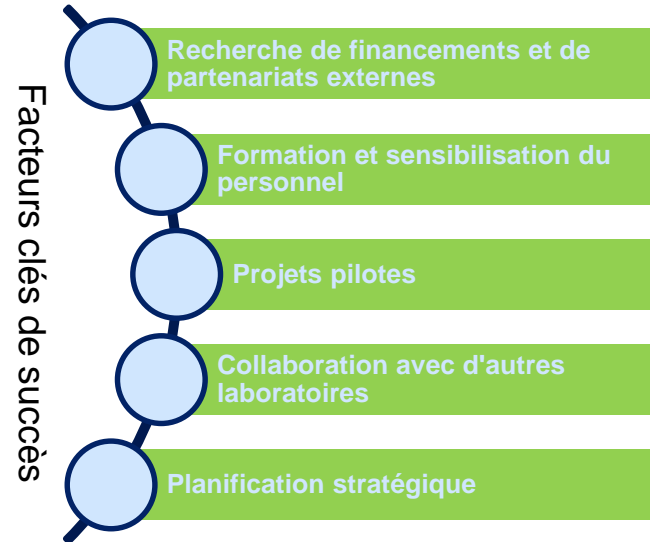 Facteurs clés de succès
Recherche de financements et de
partenariats externes
Formation et sensibilisation du
personnel
Projets pilotes
Collaboration avec d'autres
laboratoires
Planification stratégique